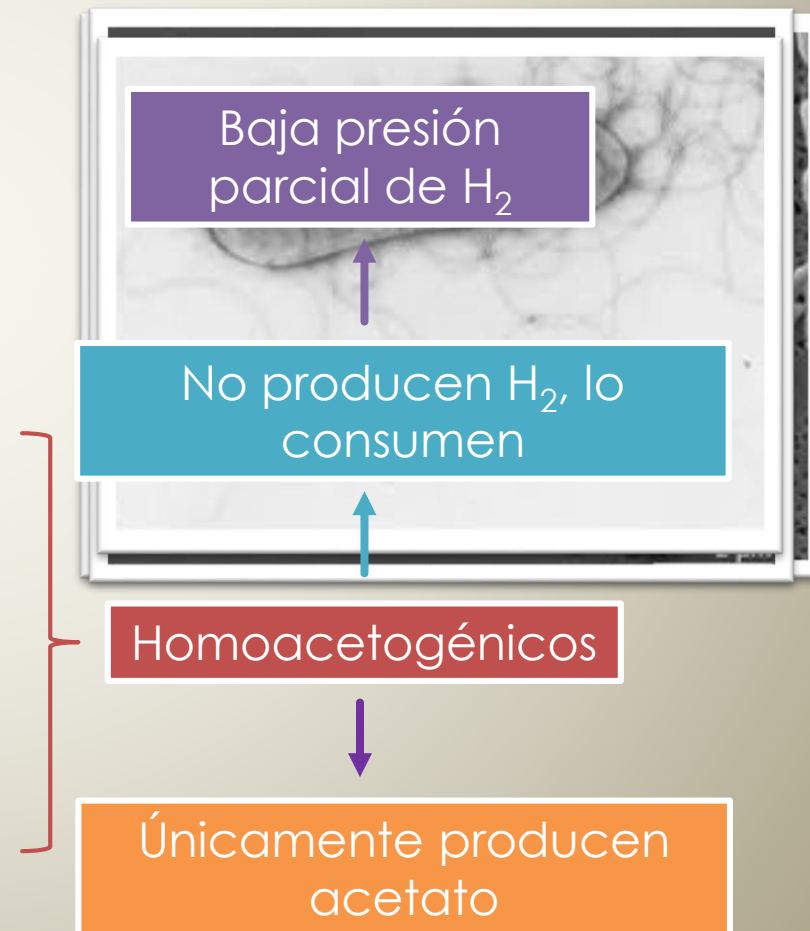 Baja presión
parcial de H₂
No producen H₂, lo
consumen
Homoacetogénicos
Únicamente producen
acetato